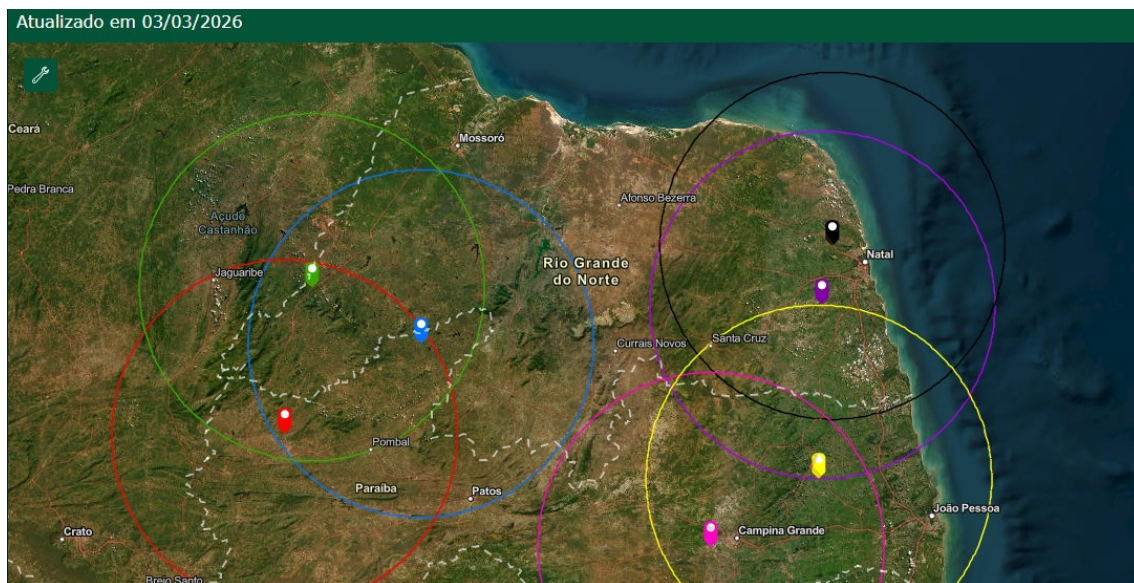 Atualizado em 03/03/2026
Ceará
Mossoró
Pedra Branca
Afonso Bezerra
Açude
Castanhão
Natal
Jaguaribe
Rio Grande
do Norte
Santa Cruz
Currais Novos
Pombal
Paraíba
Patos
João Pessoa
Crato
Campina Grande
Brejo Santo